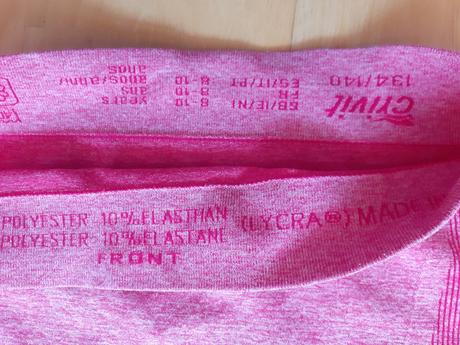 Crivit GB/IE/NI 8-10 years
FR 8-10 ans
134/140 ES/IT/PT 8-10 años/anni/
anos
POLYESTER 10%ELASTHAN (LYCRA®) MADE
POLYESTER 10%ELASTANE
FRONT